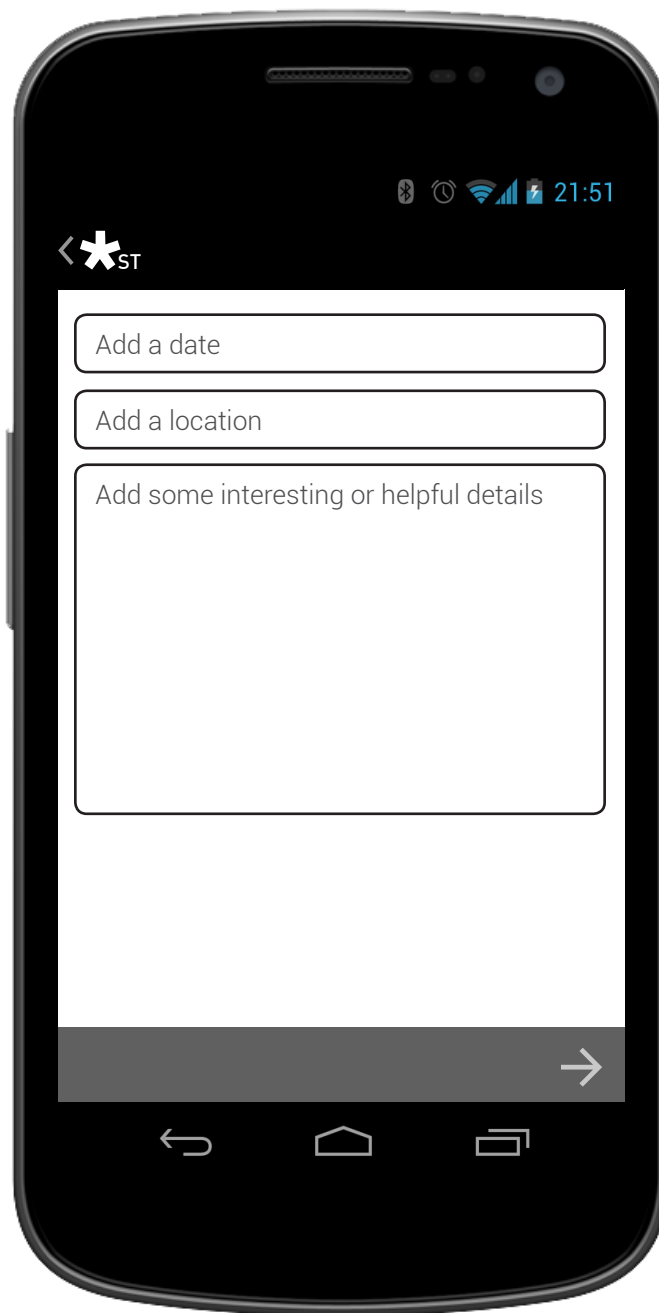 21:51
ST
Add a date
Add a location
Add some interesting or helpful details